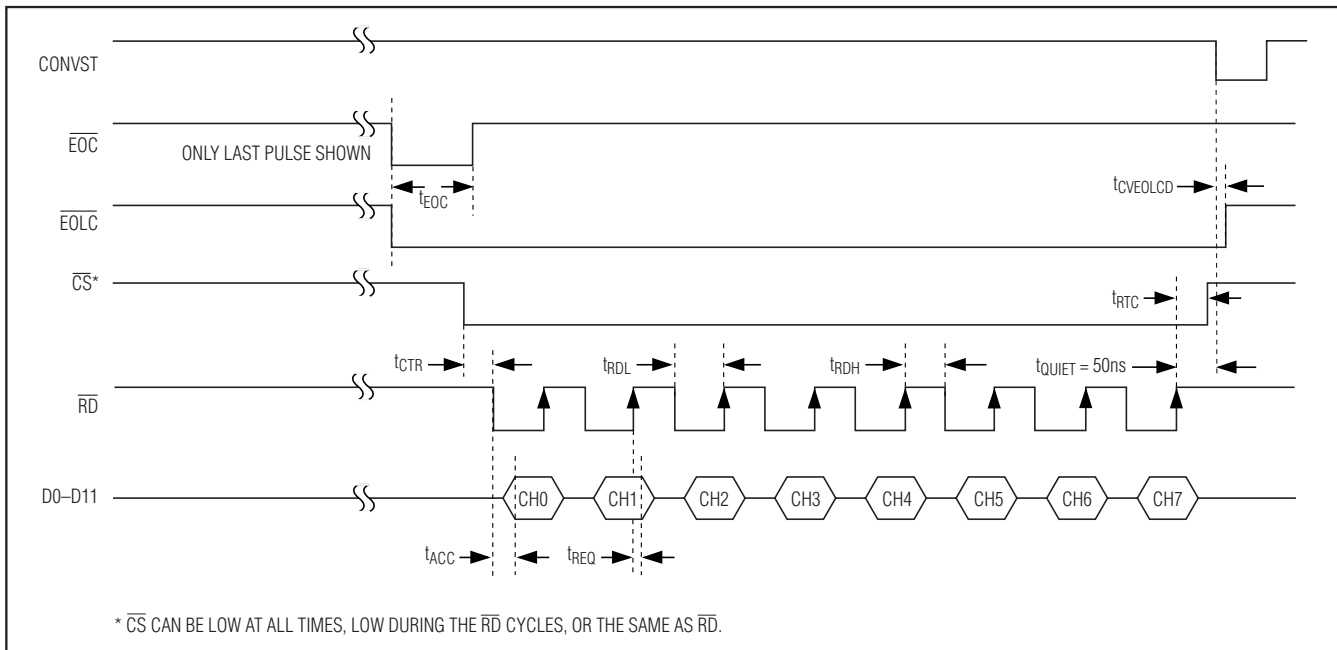 CONVST
EOC
ONLY LAST PULSE SHOWN
tEOC
tCVEOLCD
EOLC
CS*
tRTC
tCTR
tRDL
tRDH
tQUIET = 50ns
RD
D0–D11
CH0 CH1 CH2 CH3 CH4 CH5 CH6 CH7
tACC
tREQ
* CS CAN BE LOW AT ALL TIMES, LOW DURING THE RD CYCLES, OR THE SAME AS RD.